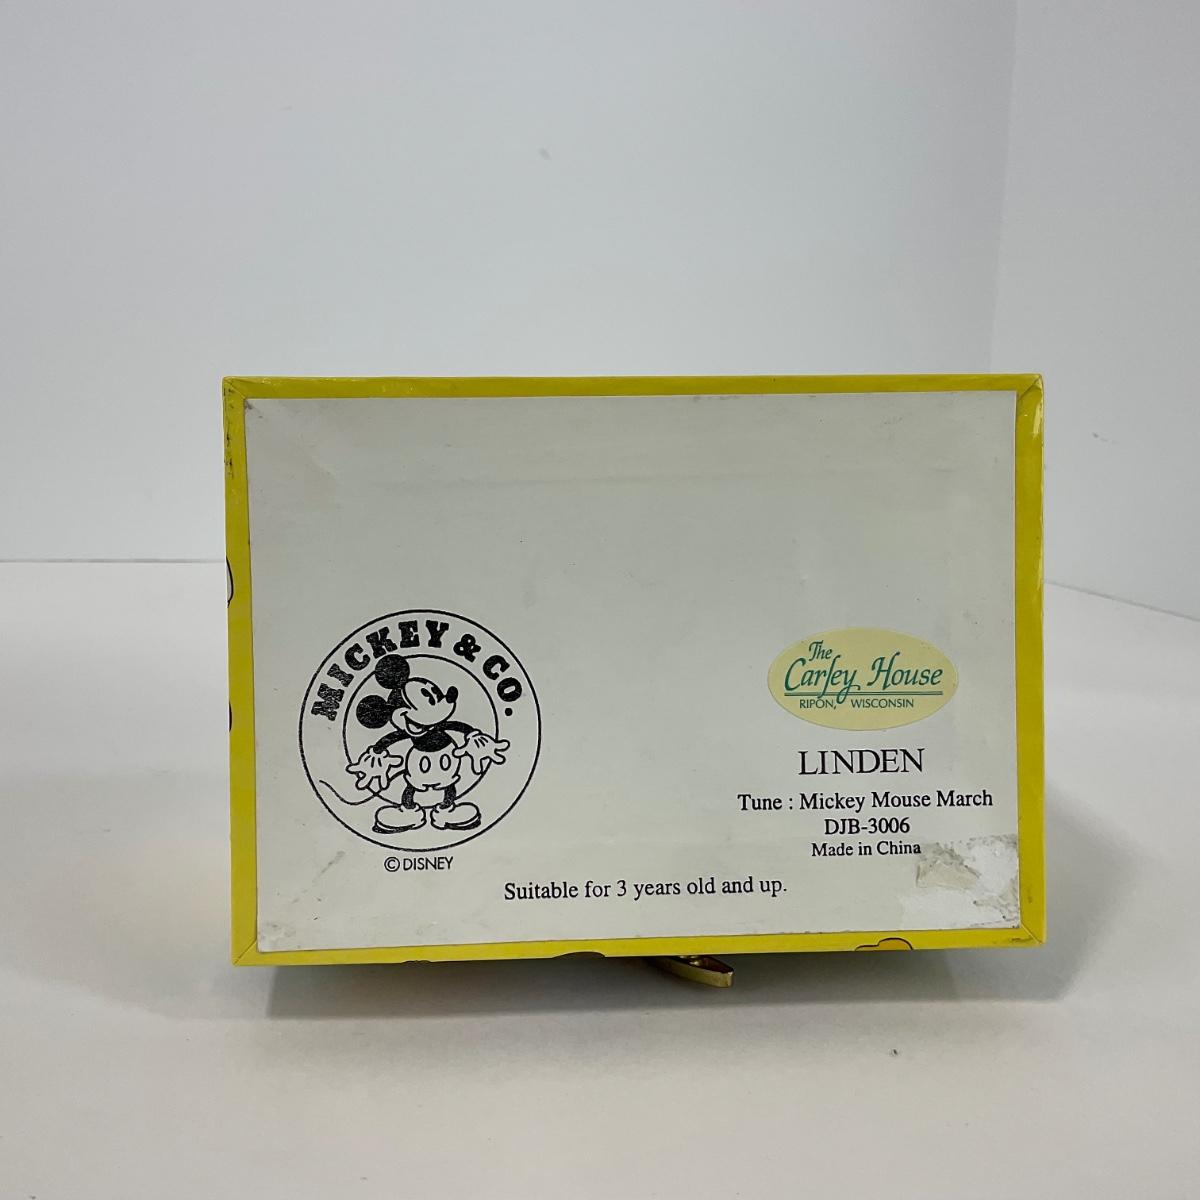 MICKEY & CO.
© DISNEY
The
Carley House
RIPON, WISCONSIN
LINDEN
Tune : Mickey Mouse March
DJB-3006
Made in China
Suitable for 3 years old and up.